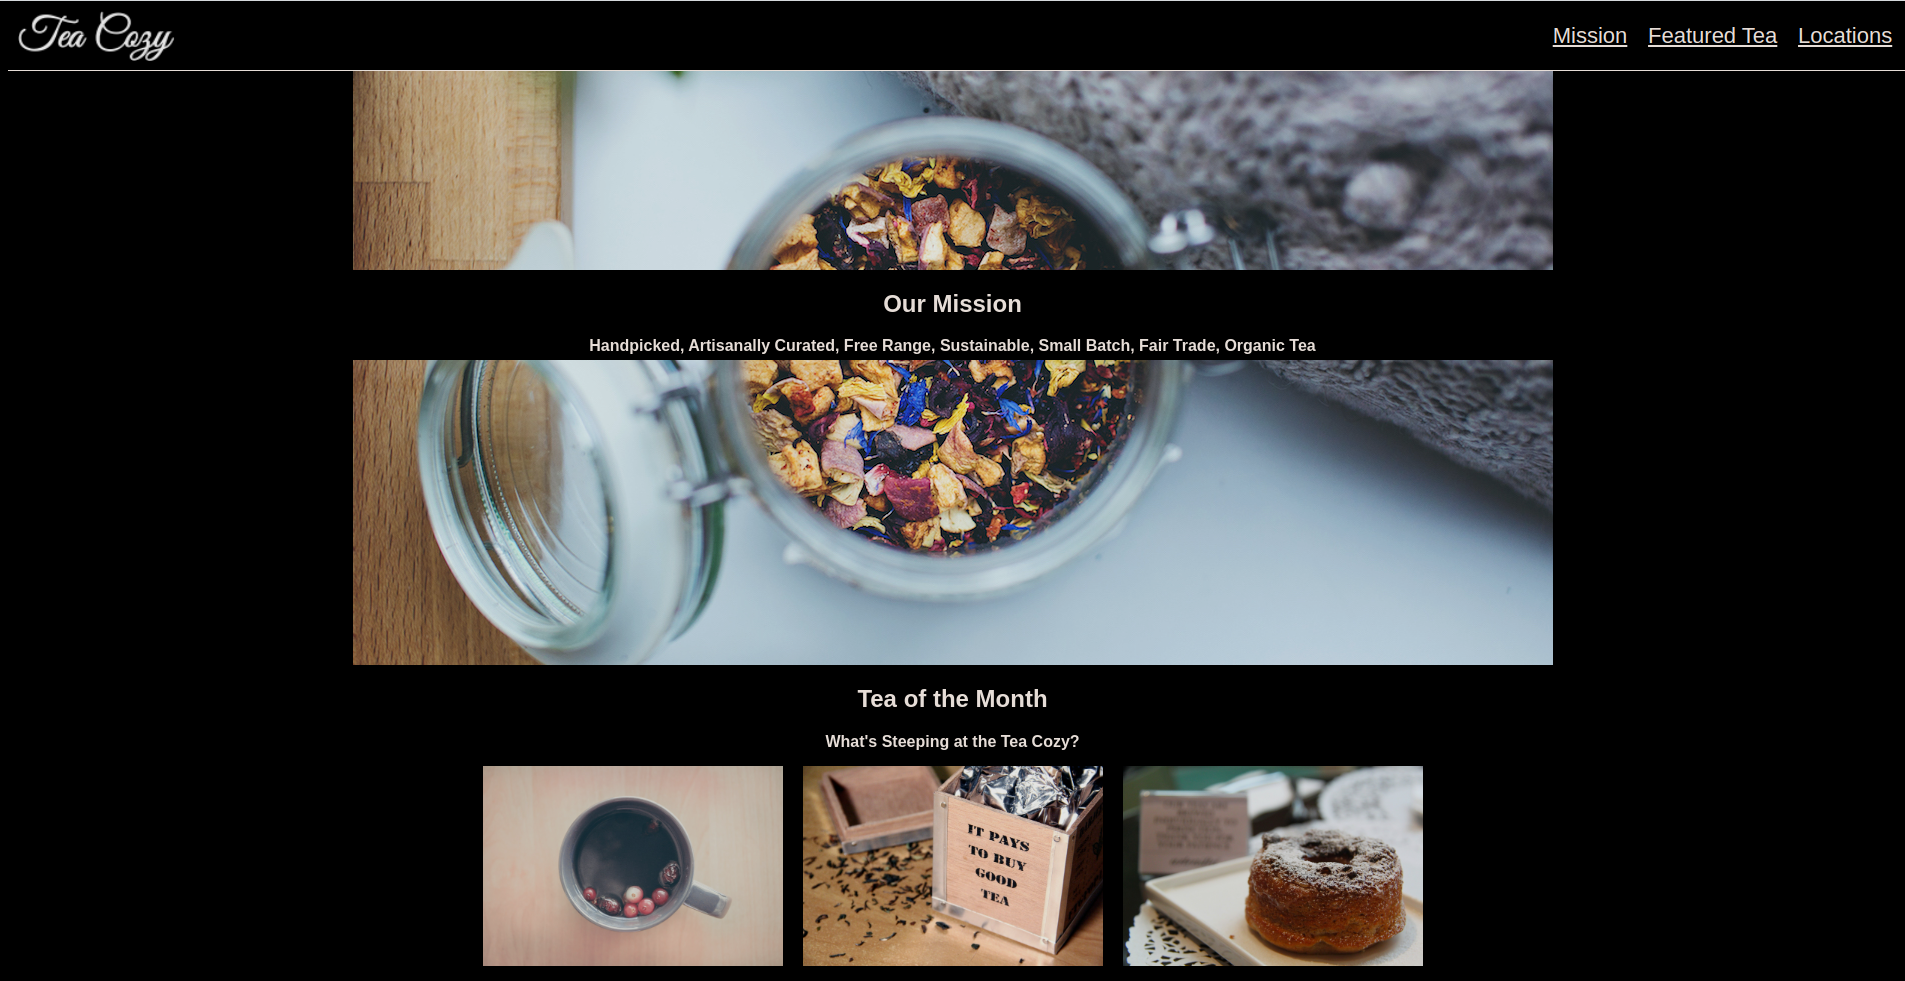 Tea Cozy
Mission Featured Tea Locations
Our Mission
Handpicked, Artisanally Curated, Free Range, Sustainable, Small Batch, Fair Trade, Organic Tea
Tea of the Month
What's Steeping at the Tea Cozy?
IT PAYS
TO BUY
GOOD
TEA